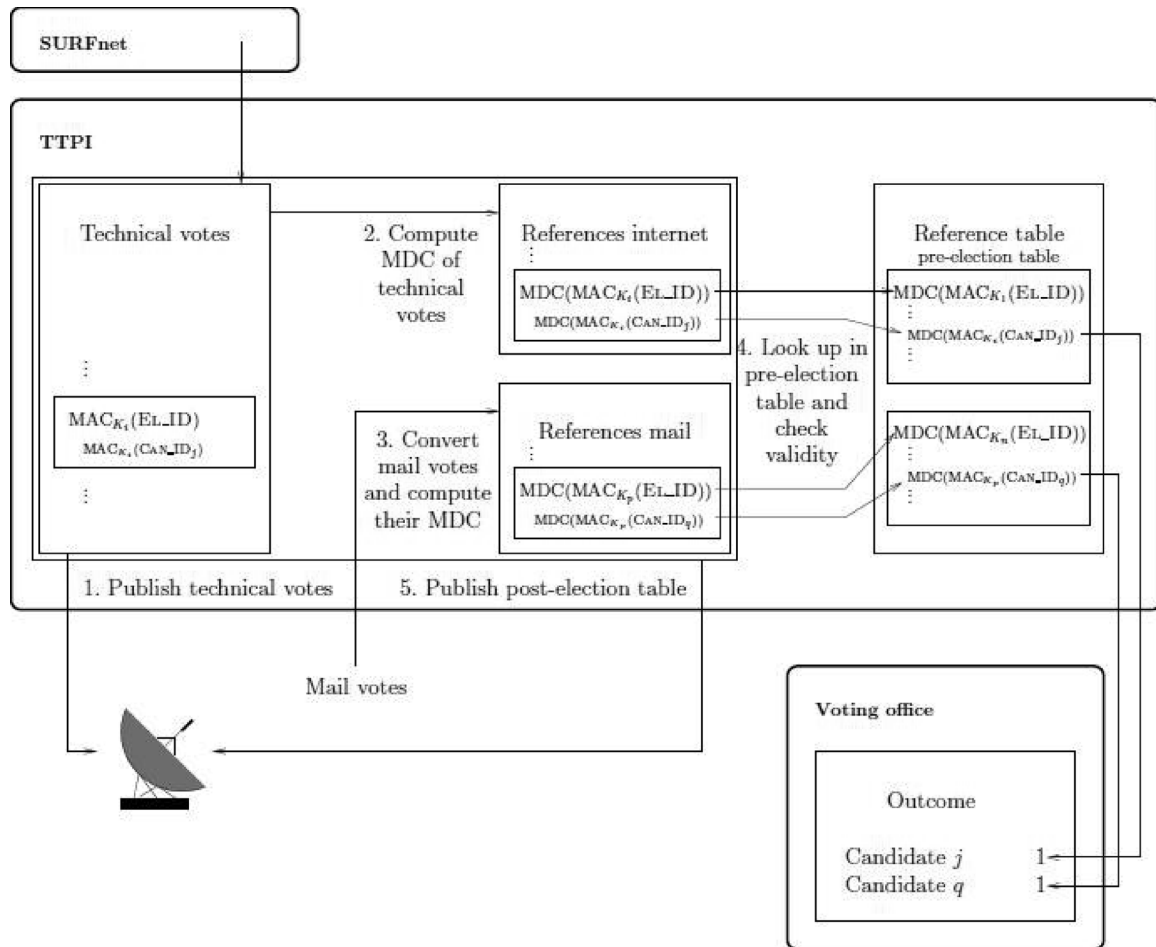 SURFnet
TTPI
Technical votes
⋮
MAC_{K_i}(EL_ID)
MAC_{K_i}(CAN_ID_j)
⋮
2. Compute
MDC of
technical
votes
References internet
⋮
MDC(MAC_{K_i}(EL_ID))
MDC(MAC_{K_i}(CAN_ID_j))
3. Convert
mail votes
and compute
their MDC
References mail
⋮
MDC(MAC_{K_p}(EL_ID))
MDC(MAC_{K_p}(CAN_ID_q))
4. Look up in
pre-election
table and
check
validity
Reference table
pre-election table
MDC(MAC_{K_1}(EL_ID))
⋮
MDC(MAC_{K_i}(CAN_ID_j))
⋮
MDC(MAC_{K_n}(EL_ID))
⋮
MDC(MAC_{K_p}(CAN_ID_q))
⋮
1. Publish technical votes
5. Publish post-election table
Mail votes
Voting office
Outcome
Candidate j 1
Candidate q 1